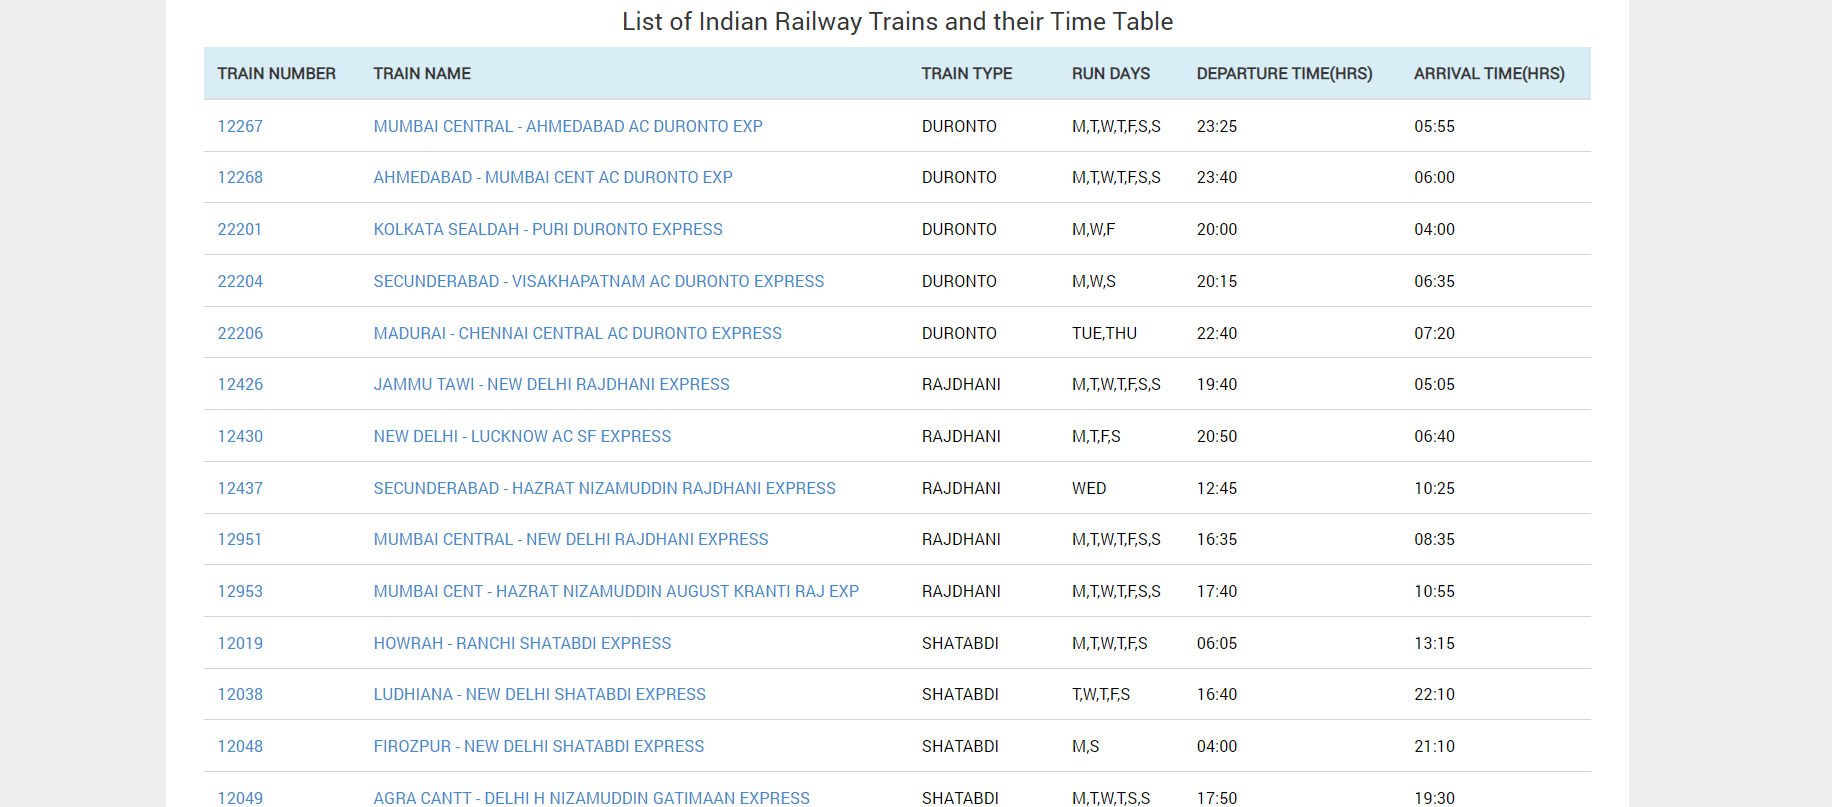 List of Indian Railway Trains and their Time Table
TRAIN NUMBER TRAIN NAME TRAIN TYPE RUN DAYS DEPARTURE TIME(HRS) ARRIVAL TIME(HRS)
12267 MUMBAI CENTRAL - AHMEDABAD AC DURONTO EXP DURONTO M,T,W,T,F,S,S 23:25 05:55
12268 AHMEDABAD - MUMBAI CENT AC DURONTO EXP DURONTO M,T,W,T,F,S,S 23:40 06:00
22201 KOLKATA SEALDAH - PURI DURONTO EXPRESS DURONTO M,W,F 20:00 04:00
22204 SECUNDERABAD - VISAKHAPATNAM AC DURONTO EXPRESS DURONTO M,W,S 20:15 06:35
22206 MADURAI - CHENNAI CENTRAL AC DURONTO EXPRESS DURONTO TUE,THU 22:40 07:20
12426 JAMMU TAWI - NEW DELHI RAJDHANI EXPRESS RAJDHANI M,T,W,T,F,S,S 19:40 05:05
12430 NEW DELHI - LUCKNOW AC SF EXPRESS RAJDHANI M,T,F,S 20:50 06:40
12437 SECUNDERABAD - HAZRAT NIZAMUDDIN RAJDHANI EXPRESS RAJDHANI WED 12:45 10:25
12951 MUMBAI CENTRAL - NEW DELHI RAJDHANI EXPRESS RAJDHANI M,T,W,T,F,S,S 16:35 08:35
12953 MUMBAI CENT - HAZRAT NIZAMUDDIN AUGUST KRANTI RAJ EXP RAJDHANI M,T,W,T,F,S,S 17:40 10:55
12019 HOWRAH - RANCHI SHATABDI EXPRESS SHATABDI M,T,W,T,F,S 06:05 13:15
12038 LUDHIANA - NEW DELHI SHATABDI EXPRESS SHATABDI T,W,T,F,S 16:40 22:10
12048 FIROZPUR - NEW DELHI SHATABDI EXPRESS SHATABDI M,S 04:00 21:10
12049 AGRA CANTT - DELHI H NIZAMUDDIN GATIMAAN EXPRESS SHATABDI M,T,W,T,S,S 17:50 19:30